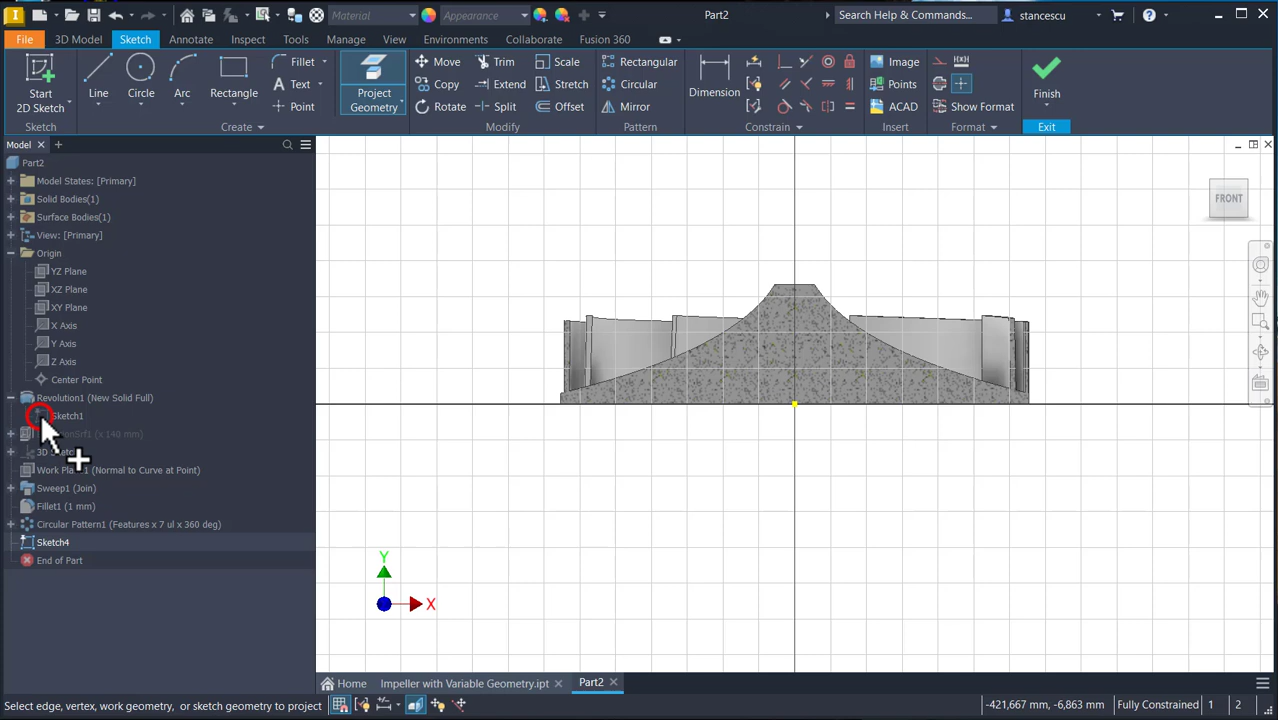 Material
Appearance
Part2
Search Help & Commands...
stancescu
File
3D Model
Sketch
Annotate
Inspect
Tools
Manage
View
Environments
Collaborate
Fusion 360
Start
2D Sketch
Line
Circle
Arc
Rectangle
Fillet
Text
Point
Project
Geometry
Move
Copy
Rotate
Trim
Extend
Split
Scale
Stretch
Offset
Rectangular
Circular
Mirror
Dimension
Image
Points
ACAD
Show Format
Finish
Sketch
Create
Modify
Pattern
Constrain
Insert
Format
Exit
Model
Part2
Model States: [Primary]
Solid Bodies(1)
Surface Bodies(1)
View: [Primary]
Origin
YZ Plane
XZ Plane
XY Plane
X Axis
Y Axis
Z Axis
Center Point
Revolution1 (New Solid Full)
Sketch1
(x 140 mm)
3D
(Normal to Curve at Point)
Sweep1 (Join)
Fillet1 (1 mm)
Circular Pattern1 (Features x 7 ul x 360 deg)
Sketch4
End of Part
FRONT
Y
X
Home
Impeller with Variable Geometry.ipt
Part2
Select edge, vertex, work geometry, or sketch geometry to project
-421,667 mm, -6,863 mm
Fully Constrained
1
2